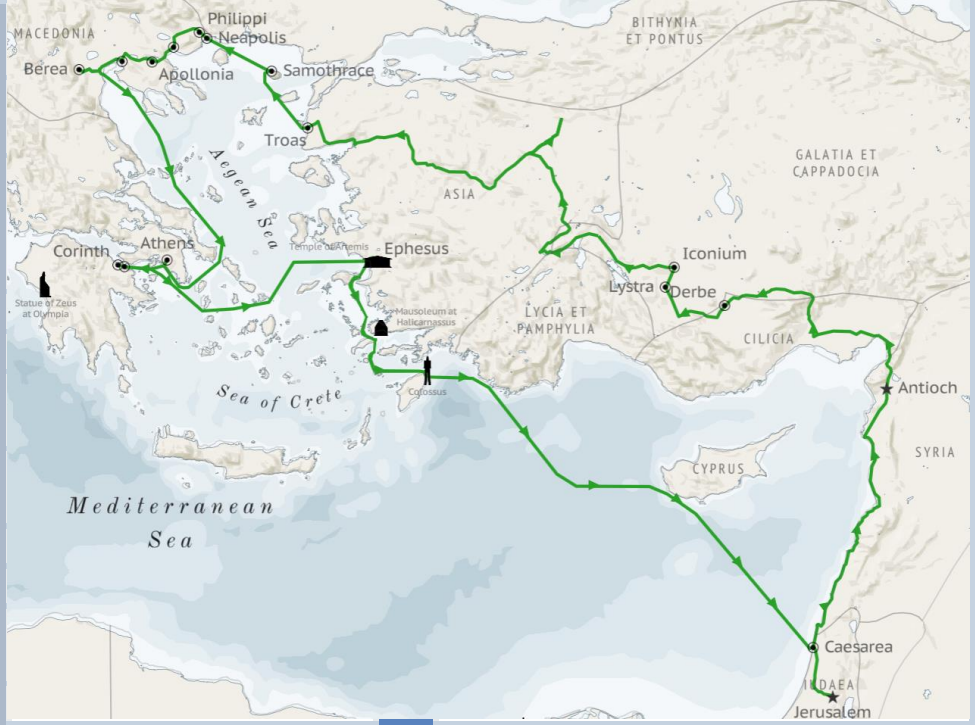 Philippi
BITHYNIA
ET PONTUS
MACEDONIA
Neapolis
Berea
Apollonia
Samothrace
Troas
Aegean Sea
GALATIA ET
CAPPADOCIA
ASIA
Corinth
Athens
Temple of Artemis
Ephesus
Iconium
Statue of Zeus
at Olympia
Lystra
Derbe
Mausoleum at
Halicarnassus
LYCIA ET
PAMPHYLIA
CILICIA
Sea of Crete
Colossus
Antioch
CYPRUS
SYRIA
Mediterranean
Sea
Caesarea
IUDAEA
Jerusalem